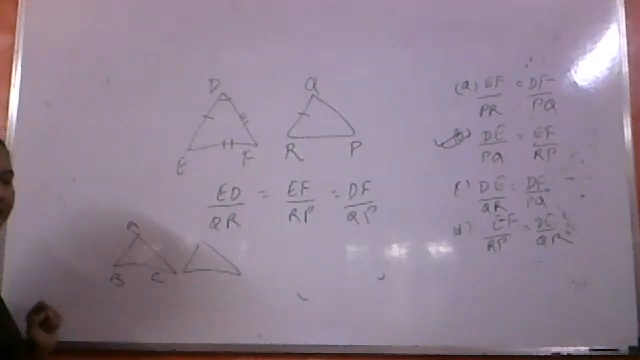 D
Q
E
F
R
P
ED/QR = EF/RP = DF/QP
A
B
C
(a) EF/PR = DF/PQ
DE/PQ = EF/RP
DE/QR = DF/PQ
d) EF/RP = DE/QR